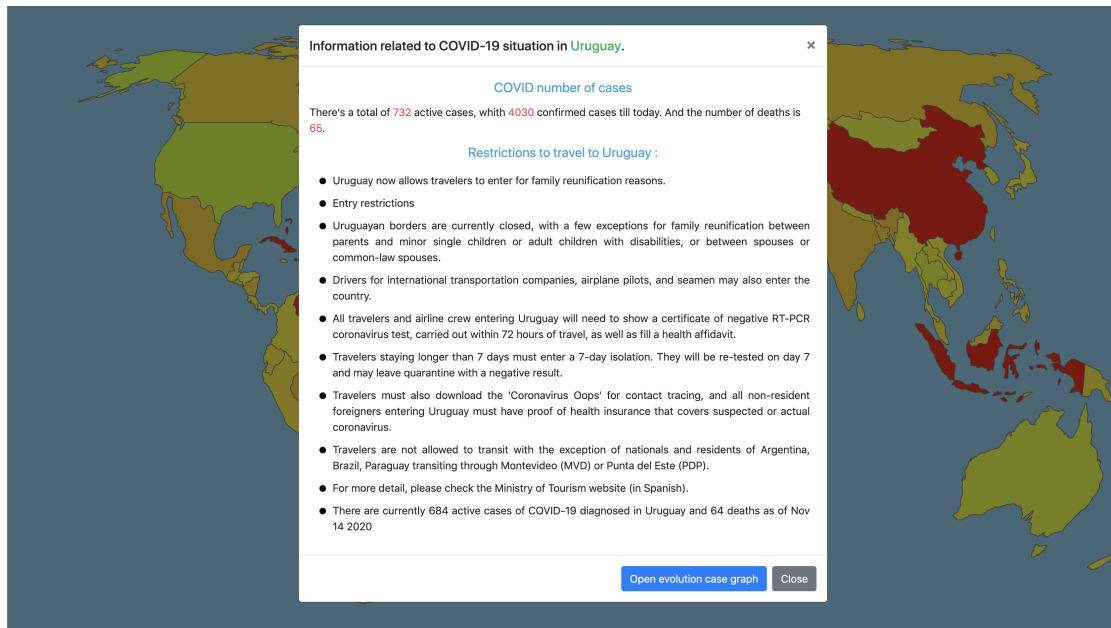 Information related to COVID-19 situation in Uruguay.
×
COVID number of cases
There's a total of 732 active cases, whith 4030 confirmed cases till today. And the number of deaths is
65.
Restrictions to travel to Uruguay :
● Uruguay now allows travelers to enter for family reunification reasons.
● Entry restrictions
● Uruguayan borders are currently closed, with a few exceptions for family reunification between
parents and minor single children or adult children with disabilities, or between spouses or
common-law spouses.
● Drivers for international transportation companies, airplane pilots, and seamen may also enter the
country.
● All travelers and airline crew entering Uruguay will need to show a certificate of negative RT-PCR
coronavirus test, carried out within 72 hours of travel, as well as fill a health affidavit.
● Travelers staying longer than 7 days must enter a 7-day isolation. They will be re-tested on day 7
and may leave quarantine with a negative result.
● Travelers must also download the 'Coronavirus Oops' for contact tracing, and all non-resident
foreigners entering Uruguay must have proof of health insurance that covers suspected or actual
coronavirus.
● Travelers are not allowed to transit with the exception of nationals and residents of Argentina,
Brazil, Paraguay transiting through Montevideo (MVD) or Punta del Este (PDP).
● For more detail, please check the Ministry of Tourism website (in Spanish).
● There are currently 684 active cases of COVID-19 diagnosed in Uruguay and 64 deaths as of Nov
14 2020
Open evolution case graph
Close